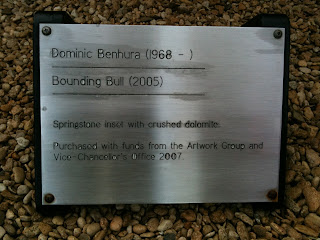 Dominic Benhura (1968 - )
Bounding Bull (2005)
Springstone inset with crushed dolomite.
Purchased with funds from the Artwork Group and
Vice-Chancellor's Office 2007.